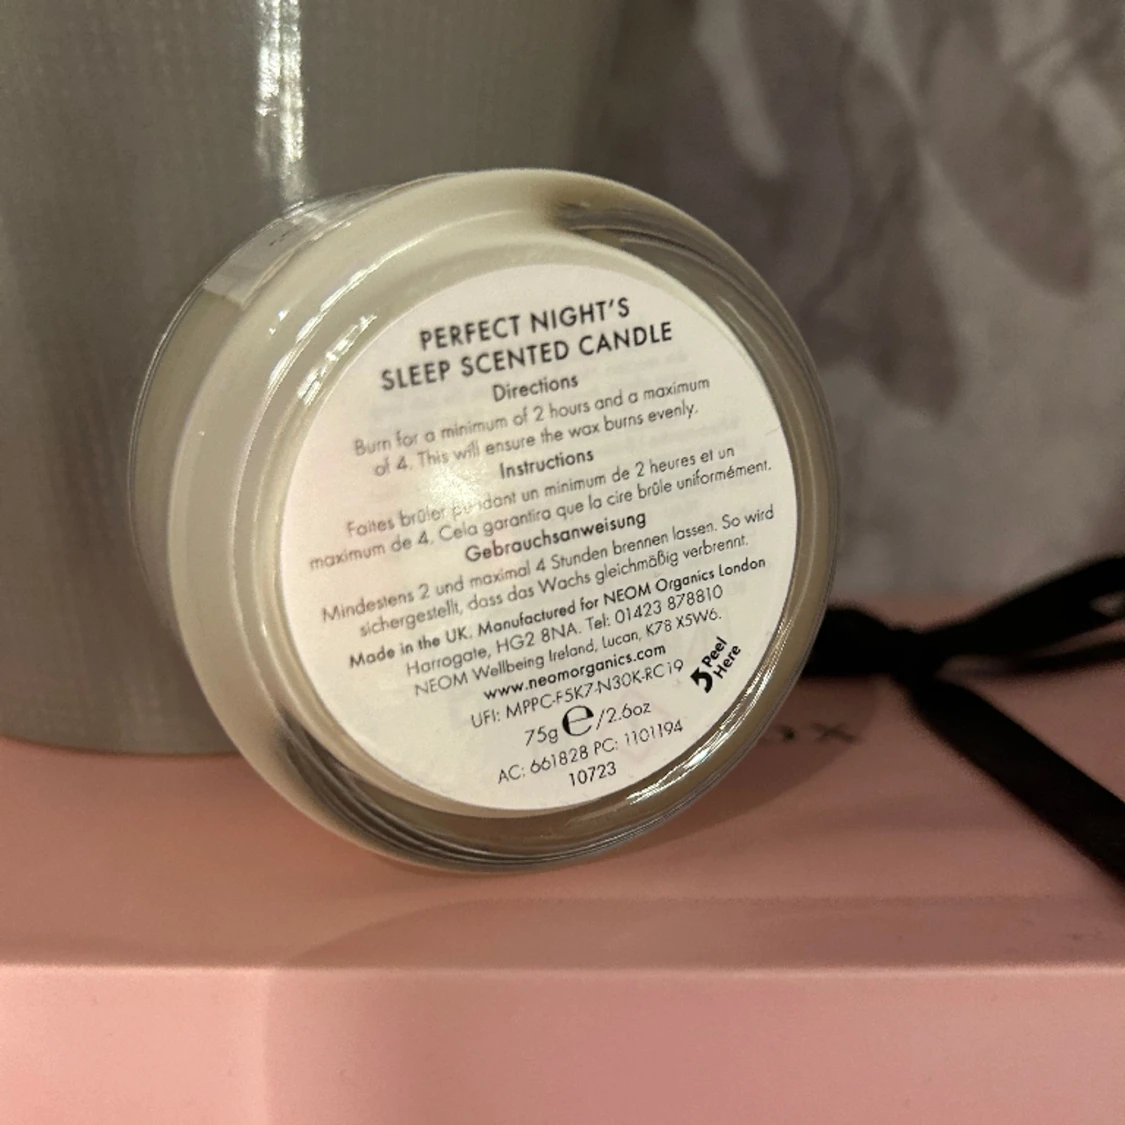 PERFECT NIGHT'S
SLEEP SCENTED CANDLE
Directions
Burn for a minimum of 2 hours and a maximum
of 4. This will ensure the wax burns evenly.
Instructions
Faites brûler pendant un minimum de 2 heures et un
maximum de 4. Cela garantira que la cire brûle uniformément.
Gebrauchsanweisung
Mindestens 2 und maximal 4 Stunden brennen lassen. So wird
sichergestellt, dass das Wachs gleichmäßig verbrennt.
Made in the UK. Manufactured for NEOM Organics London
Harrogate, HG2 8NA. Tel: 01423 878810
NEOM Wellbeing Ireland, Lucan, K78 X5W6.
www.neomorganics.com
UFI: MPPC-F5K7-N30K-RC19
75g e/2.6oz
AC: 661828 PC: 1101194
10723
Peel
Here